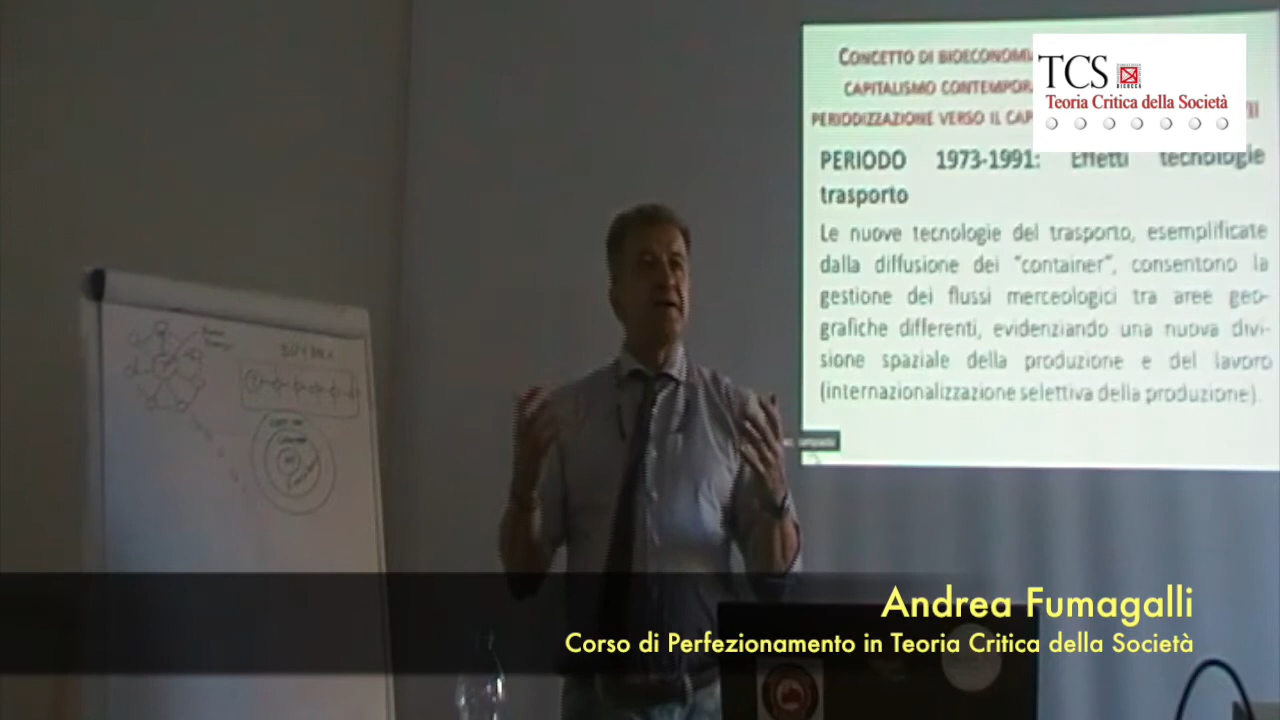 CONCETTO DI BIOECONOMIA
CAPITALISMO
PERIODIZZAZIONE VERSO IL
TCS
Teoria Critica della Società
PERIODO 1973-1991: Effetti tecnologie
trasporto
Le nuove tecnologie del trasporto, esemplificate
dalla diffusione dei "container", consentono la
gestione dei flussi merceologici tra aree geo-
grafiche differenti, evidenziando una nuova divi-
sione spaziale della produzione e del lavoro
(internazionalizzazione selettiva della produzione).
Andrea Fumagalli
Corso di Perfezionamento in Teoria Critica della Società